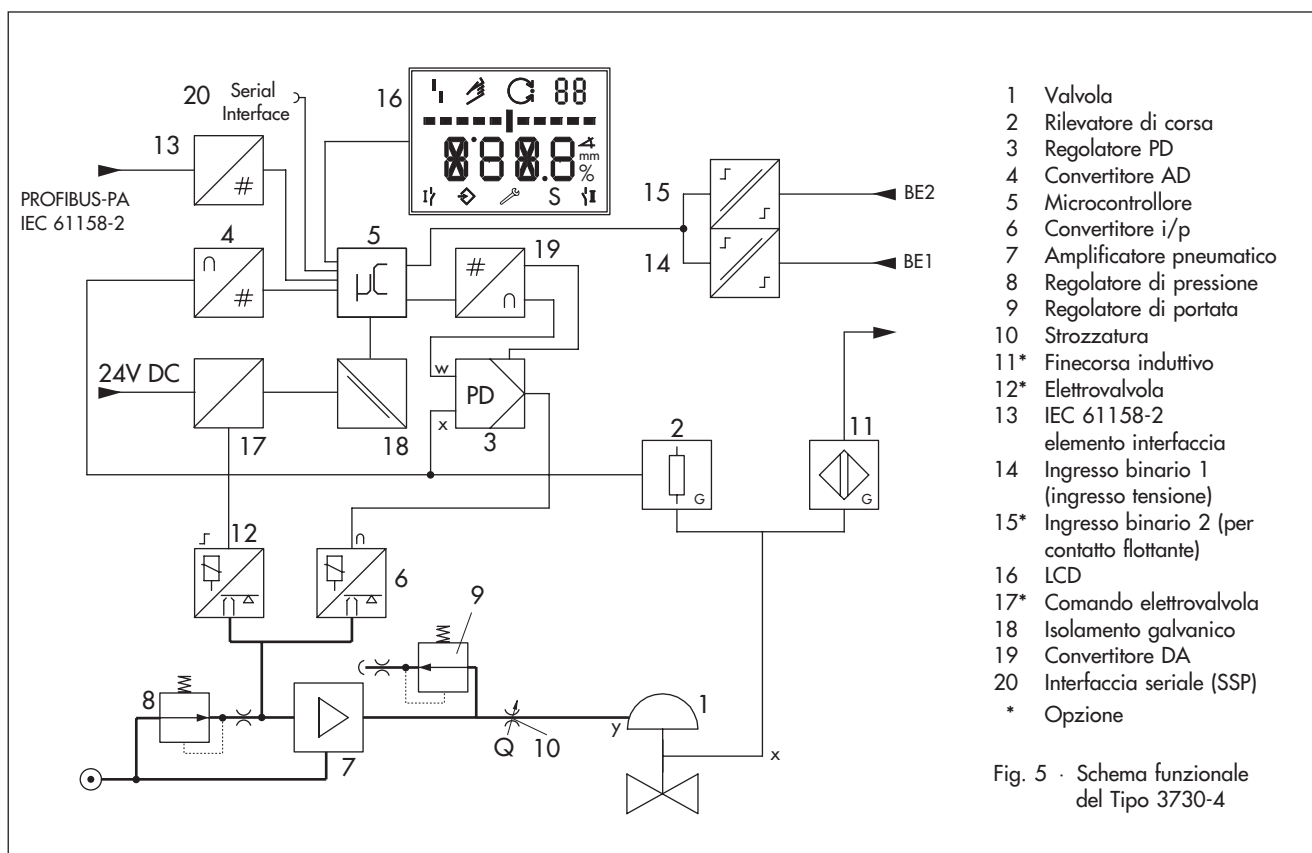 20
Serial
Interface
16
88
8.8 8.8
mm
%
S
13
#
PROFIBUS-PA
IEC 61158-2
4
#
5
µC
#
19
15
BE2
14
BE1
24V DC
17
18
w
PD
x
3
2
G
11
G
12
6
9
8
7
Q
10
y
1
x
1 Valvola
2 Rilevatore di corsa
3 Regolatore PD
4 Convertitore AD
5 Microcontrollore
6 Convertitore i/p
7 Amplificatore pneumatico
8 Regolatore di pressione
9 Regolatore di portata
10 Strozzatura
11* Finecorsa induttivo
12* Elettrovalvola
13 IEC 61158-2
elemento interfaccia
14 Ingresso binario 1
(ingresso tensione)
15* Ingresso binario 2 (per
contatto flottante)
16 LCD
17* Comando elettrovalvola
18 Isolamento galvanico
19 Convertitore DA
20 Interfaccia seriale (SSP)
* Opzione
Fig. 5 · Schema funzionale
del Tipo 3730-4